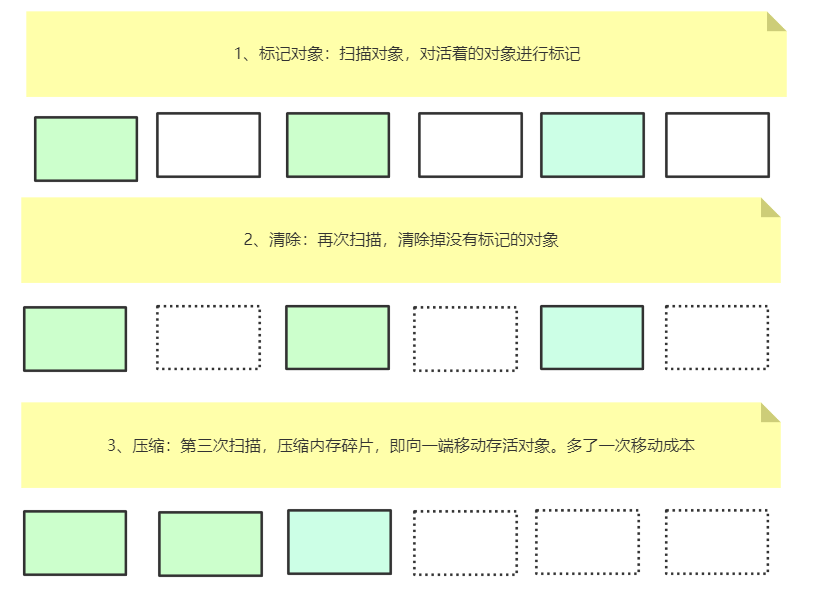 1、标记对象：扫描对象，对活着的对象进行标记
2、清除：再次扫描，清除掉没有标记的对象
3、压缩：第三次扫描，压缩内存碎片，即向一端移动存活对象。多了一次移动成本